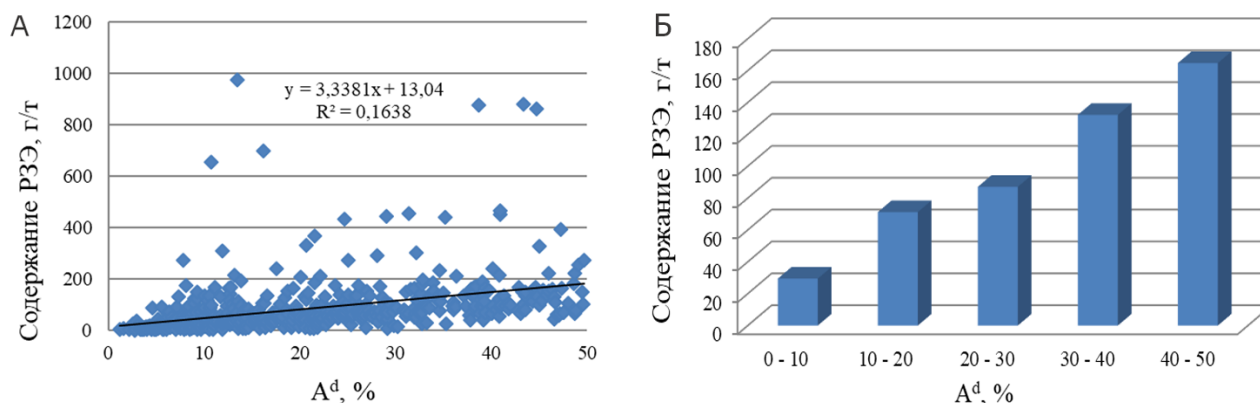 А
Содержание РЗЭ, г/т
1200
1000
800
600
400
200
0
y = 3,3381x + 13,04
R² = 0,1638
0 10 20 30 40 50
Aᵈ, %
Б
Содержание РЗЭ, г/т
180
160
140
120
100
80
60
40
20
0
0 - 10 10 - 20 20 - 30 30 - 40 40 - 50
Aᵈ, %